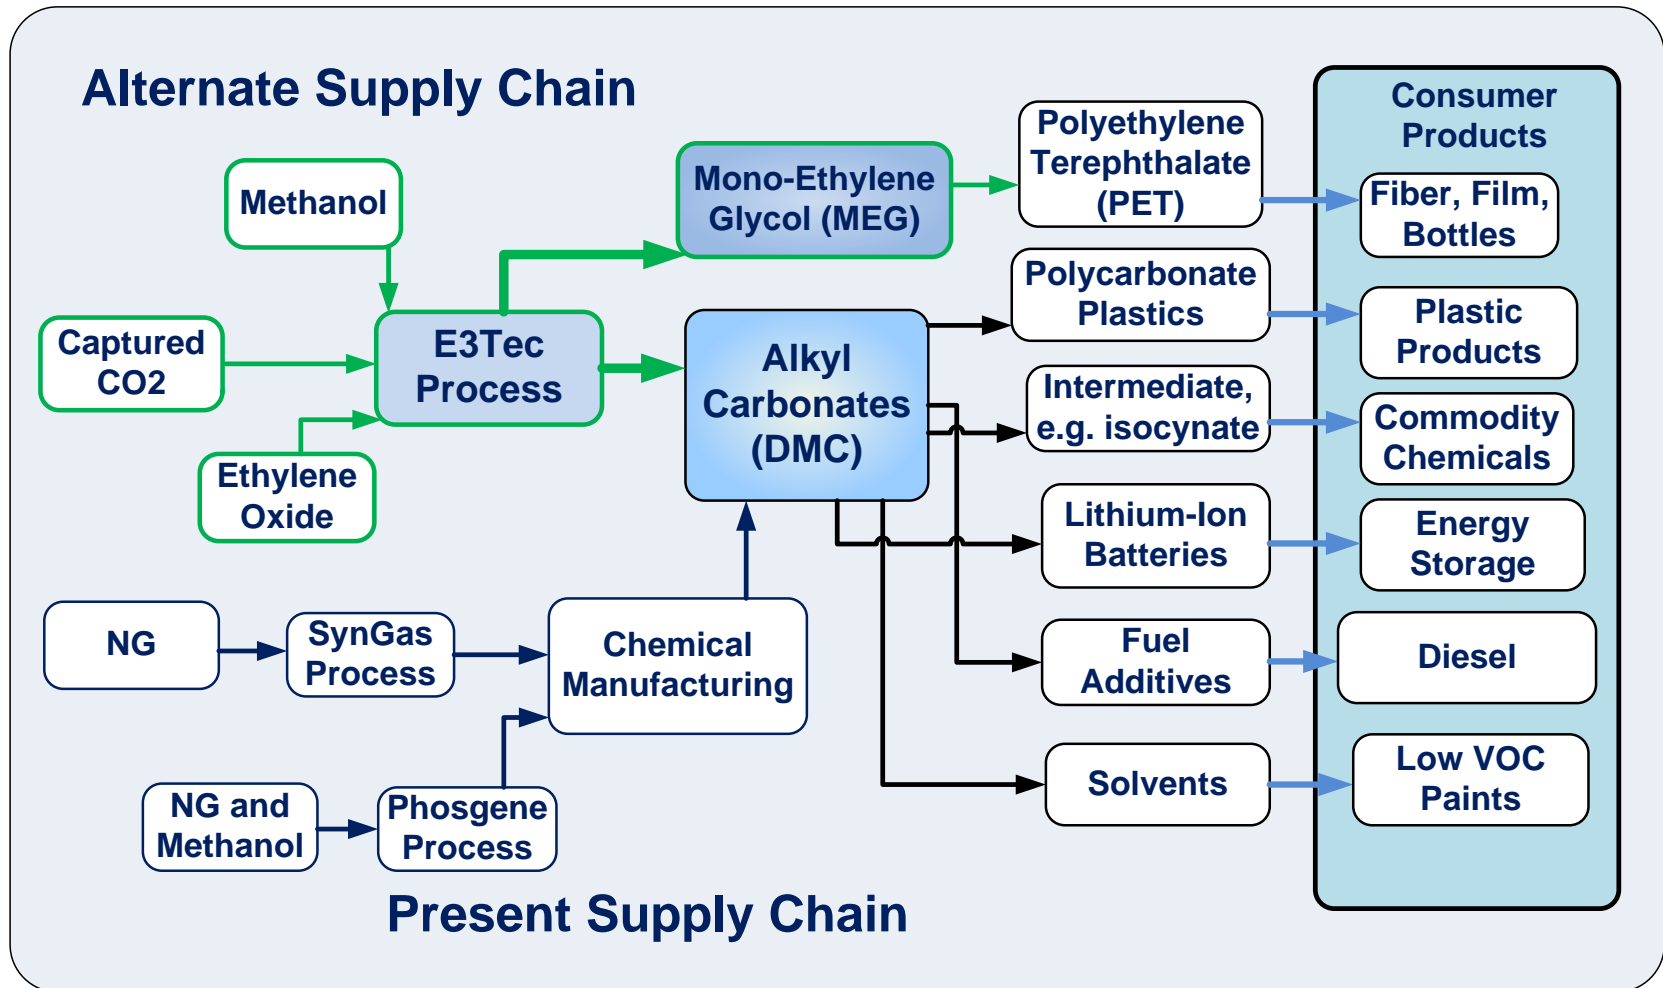 Alternate Supply Chain
Methanol
Captured
CO2
Ethylene
Oxide
E3Tec
Process
Mono-Ethylene
Glycol (MEG)
Alkyl
Carbonates
(DMC)
NG
SynGas
Process
NG and
Methanol
Phosgene
Process
Chemical
Manufacturing
Present Supply Chain
Polyethylene
Terephthalate
(PET)
Polycarbonate
Plastics
Intermediate,
e.g. isocynate
Lithium-Ion
Batteries
Fuel
Additives
Solvents
Consumer
Products
Fiber, Film,
Bottles
Plastic
Products
Commodity
Chemicals
Energy
Storage
Diesel
Low VOC
Paints